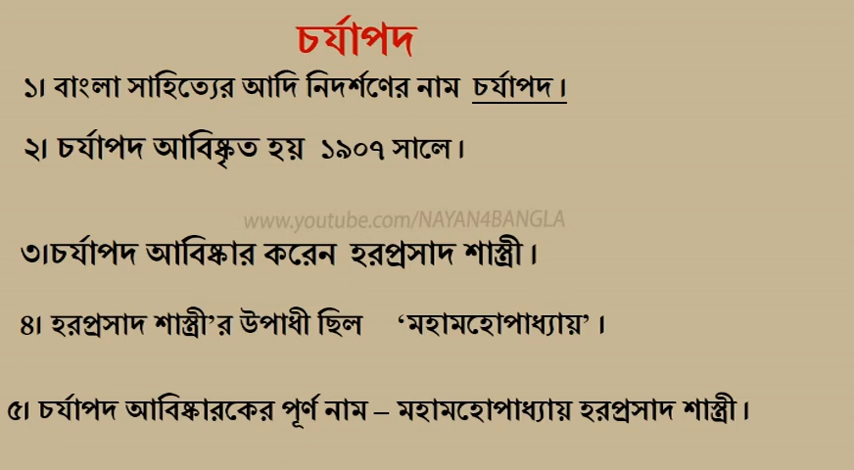 চর্যাপদ
১। বাংলা সাহিত্যের আদি নিদর্শণের নাম চর্যাপদ।
২। চর্যাপদ আবিষ্কৃত হয় ১৯০৭ সালে।
www.youtube.com/NAYAN4BANGLA
৩।চর্যাপদ আবিষ্কার করেন হরপ্রসাদ শাস্ত্রী।
৪। হরপ্রসাদ শাস্ত্রী’র উপাধী ছিল ‘মহামহোপাধ্যায়’।
৫। চর্যাপদ আবিষ্কারকের পূর্ণ নাম – মহামহোপাধ্যায় হরপ্রসাদ শাস্ত্রী।